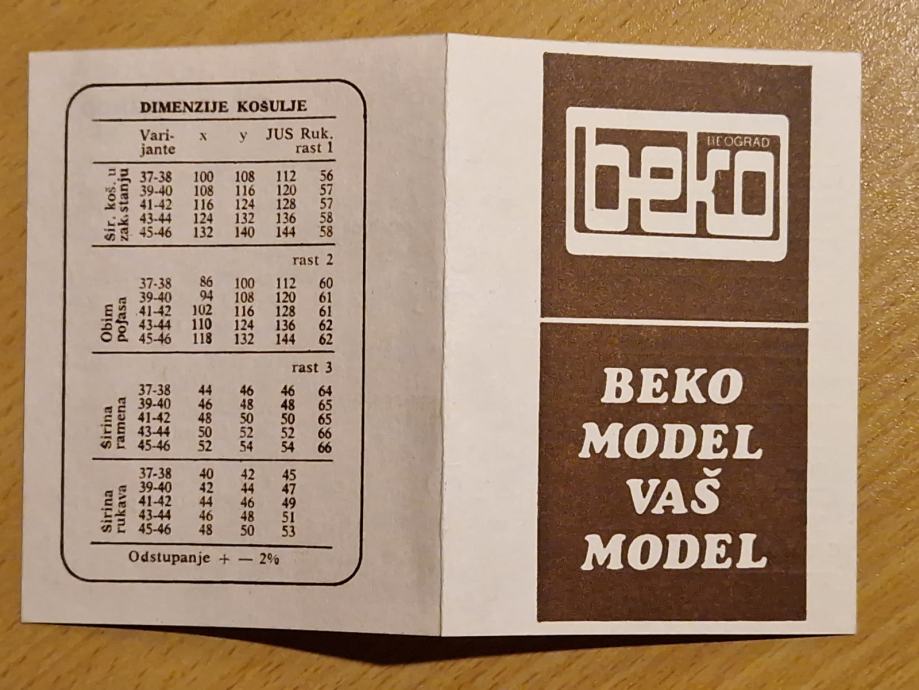 DIMENZIJE KOŠULJE
Vari- x y JUS Ruk.
jante rast 1
Šir. koš. u
zak. stanju
37-38 100 108 112 56
39-40 108 116 120 57
41-42 116 124 128 57
43-44 124 132 136 58
45-46 132 140 144 58
rast 2
Obim
pojasa
37-38 86 100 112 60
39-40 94 108 120 61
41-42 102 116 128 61
43-44 110 124 136 62
45-46 118 132 144 62
rast 3
Širina
ramena
37-38 44 46 46 64
39-40 46 48 48 65
41-42 48 50 50 65
43-44 50 52 52 66
45-46 52 54 54 66
Širina
rukava
37-38 40 42 45
39-40 42 44 47
41-42 44 46 49
43-44 46 48 51
45-46 48 50 53
Odstupanje + — 2%
BEOGRAD
beko
BEKO
MODEL
VAŠ
MODEL